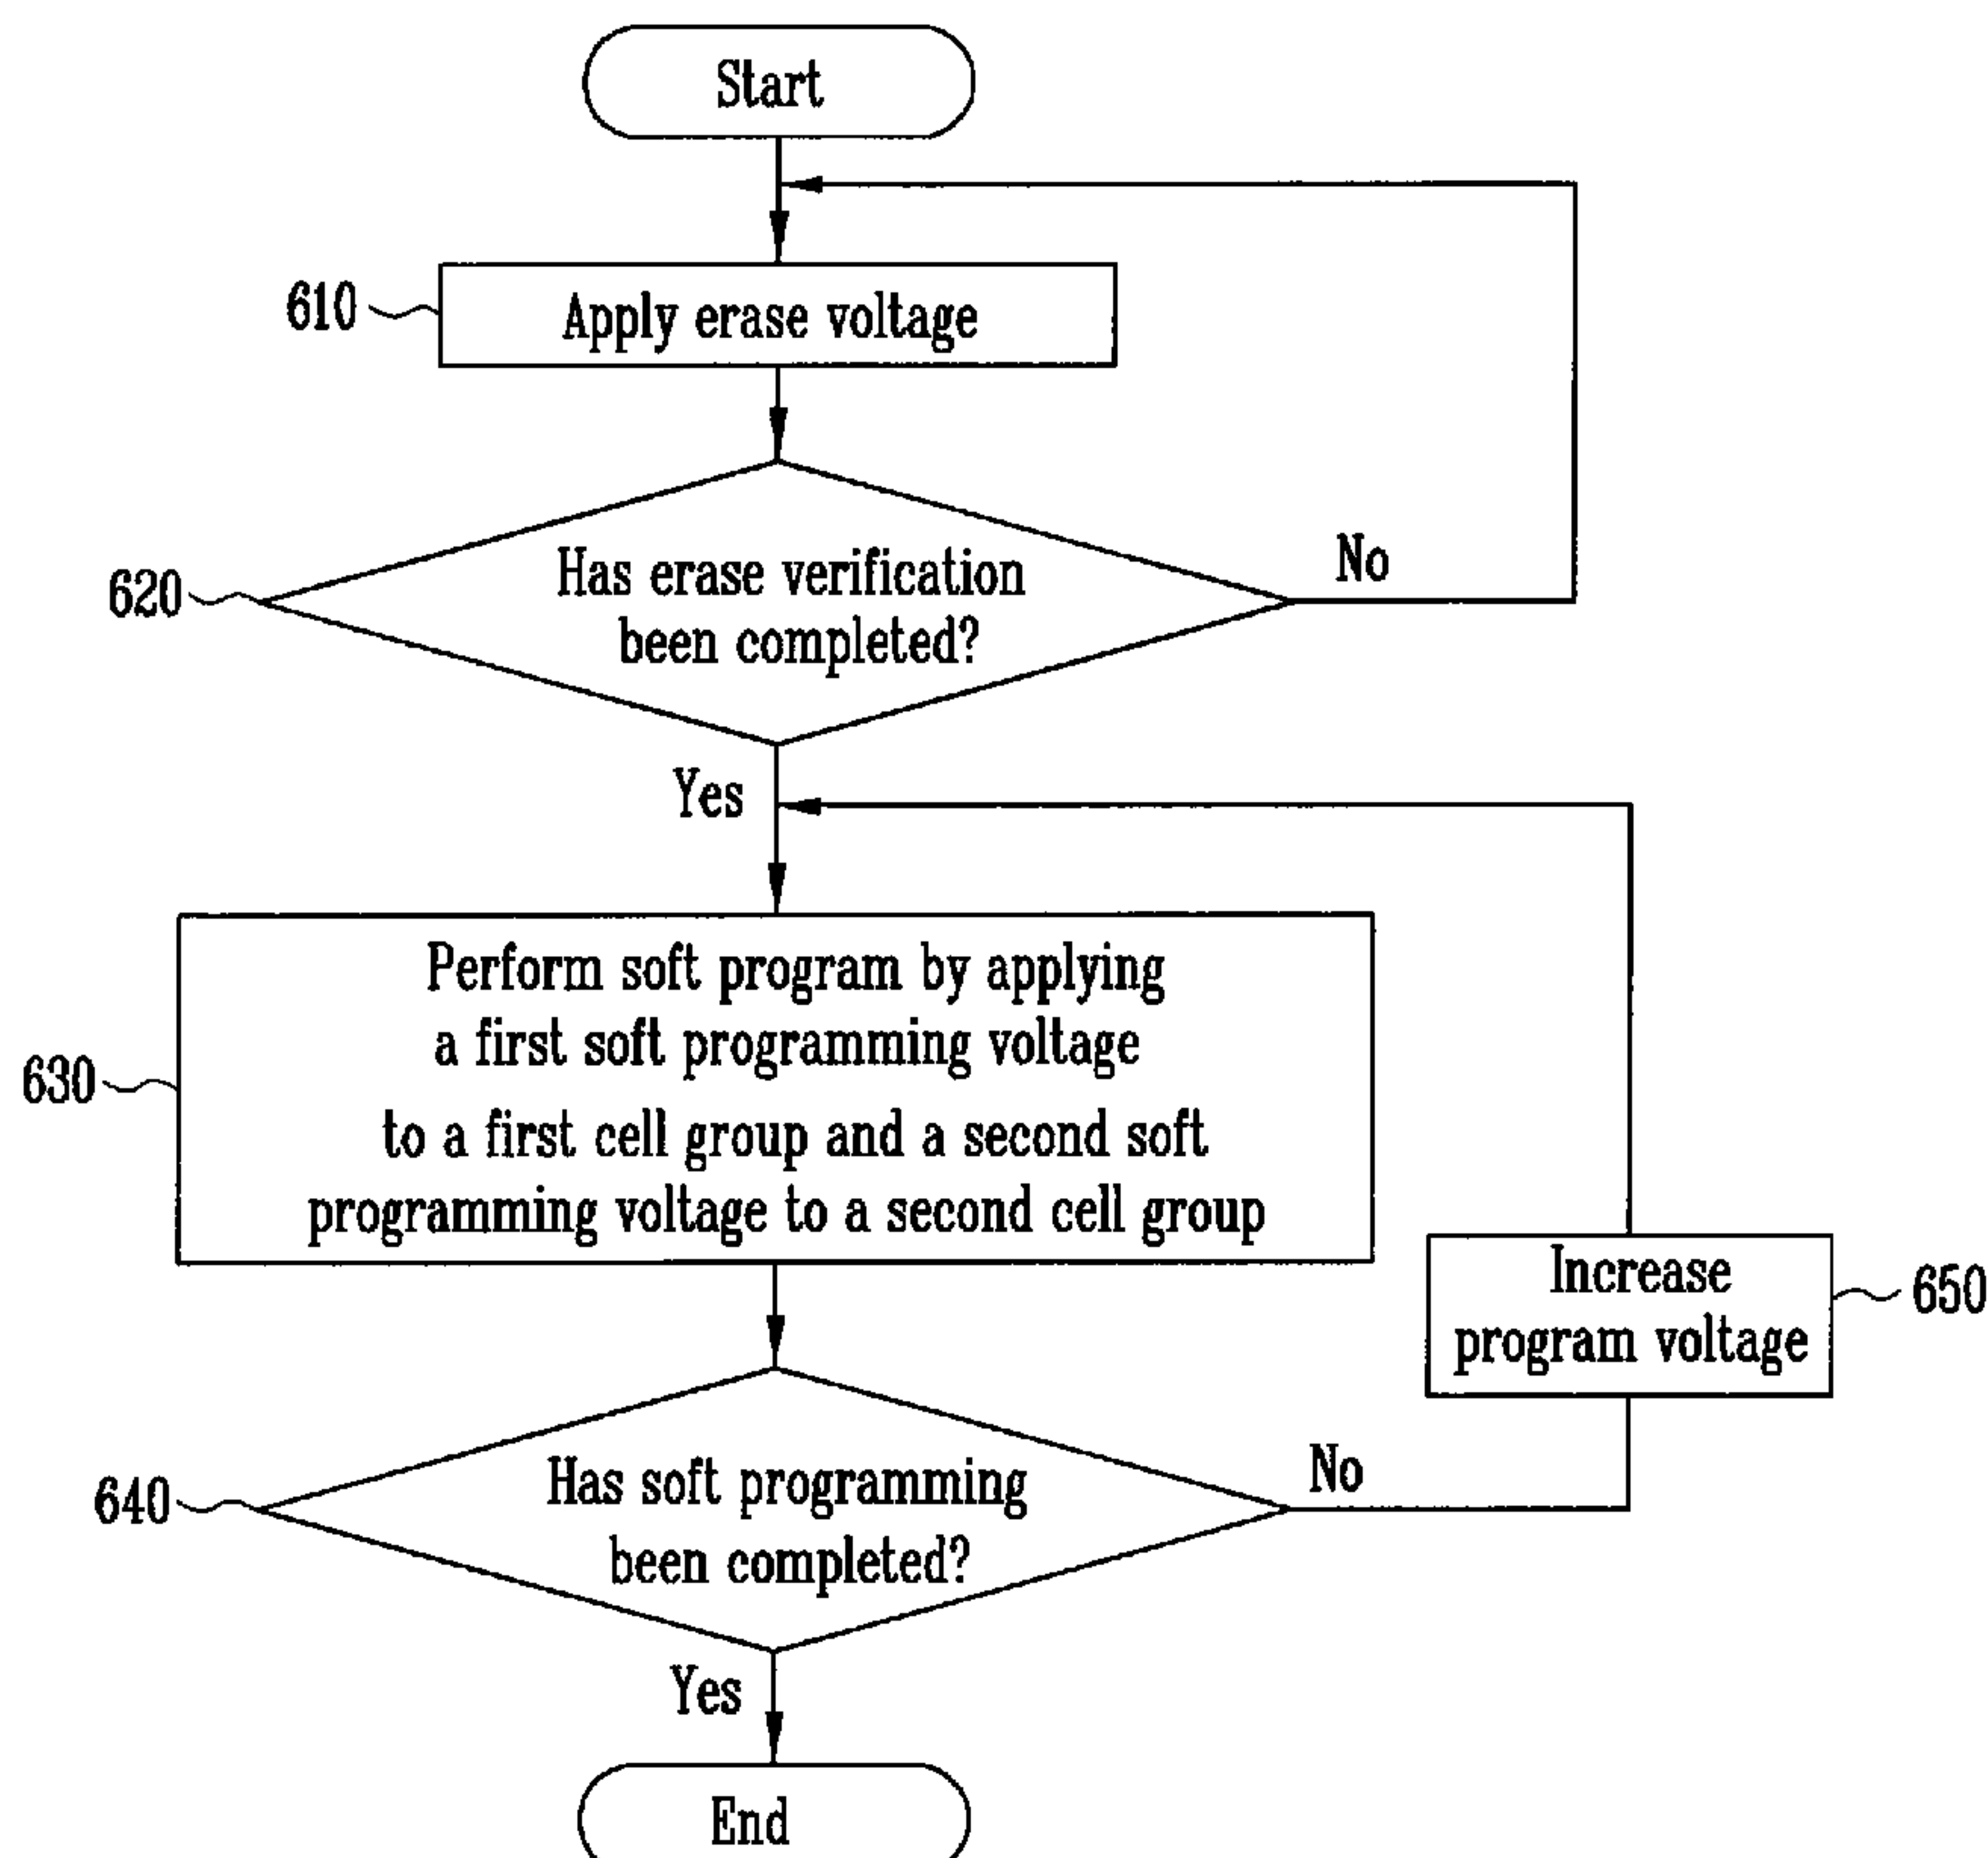 Start
610
Apply erase voltage
620
Has erase verification
been completed?
No
Yes
630
Perform soft program by applying
a first soft programming voltage
to a first cell group and a second soft
programming voltage to a second cell group
Increase
program voltage
650
640
Has soft programming
been completed?
No
Yes
End